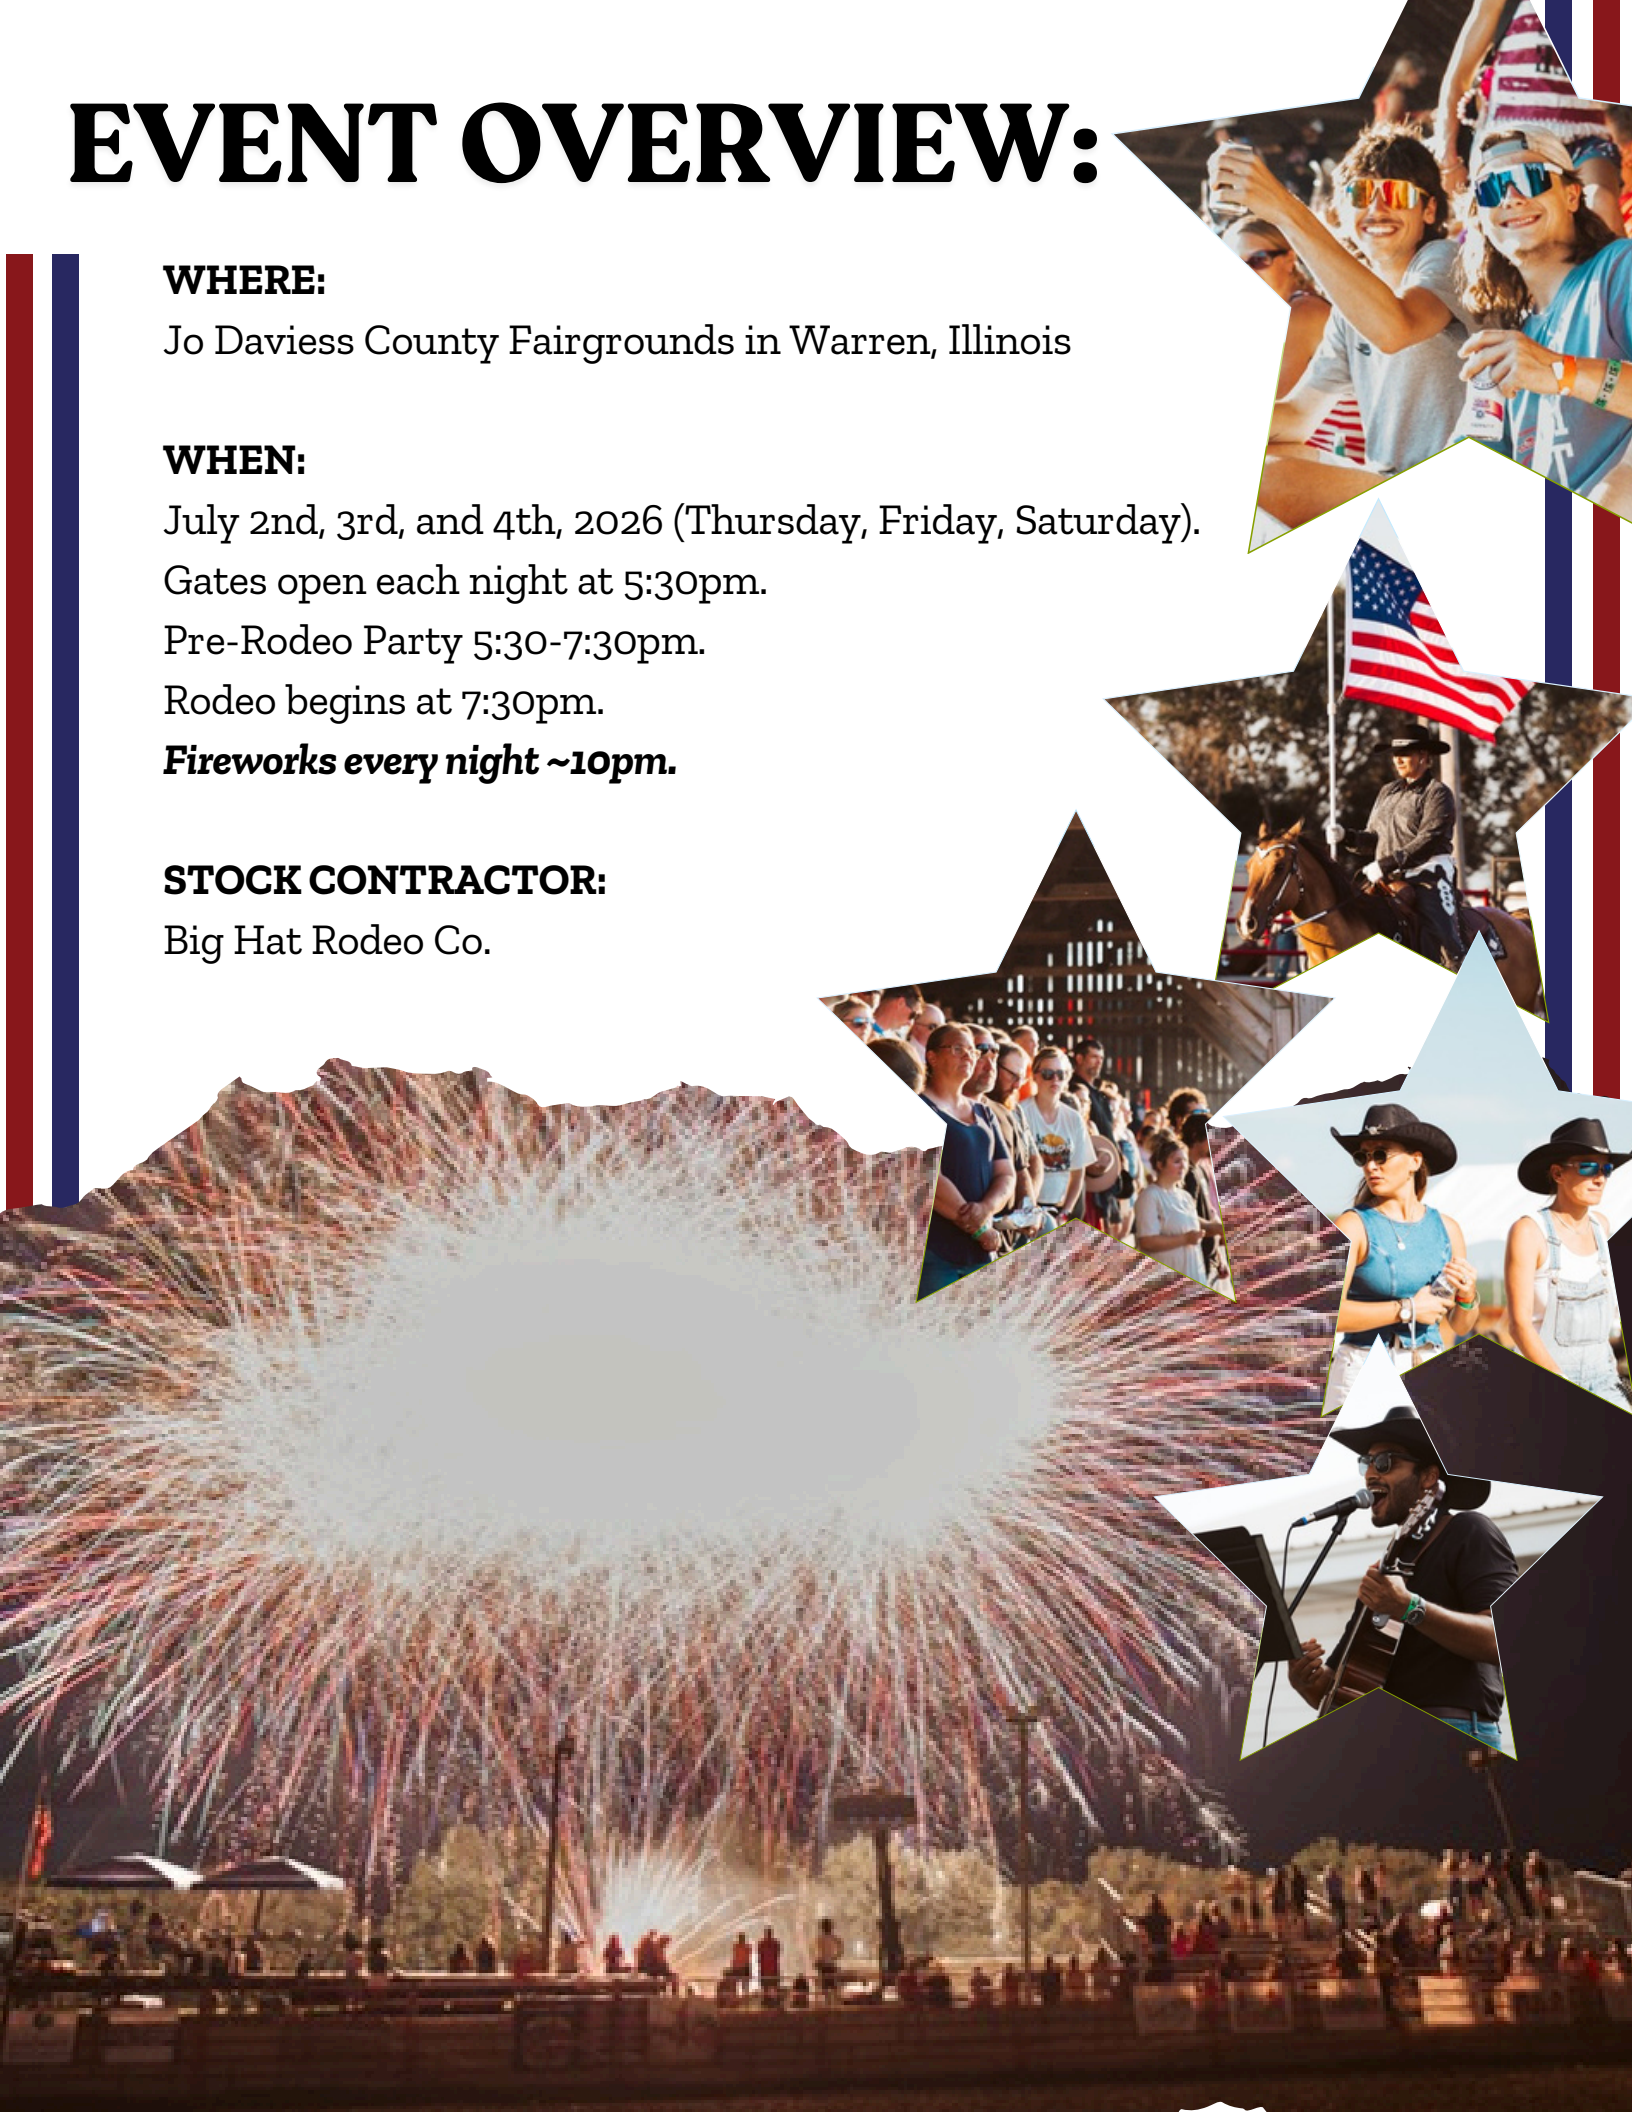 EVENT OVERVIEW:
WHERE:
Jo Daviess County Fairgrounds in Warren, Illinois
WHEN:
July 2nd, 3rd, and 4th, 2026 (Thursday, Friday, Saturday).
Gates open each night at 5:30pm.
Pre-Rodeo Party 5:30-7:30pm.
Rodeo begins at 7:30pm.
Fireworks every night ~10pm.
STOCK CONTRACTOR:
Big Hat Rodeo Co.